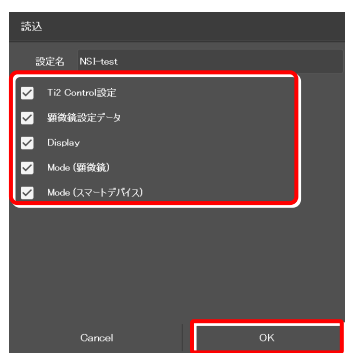 読込
設定名 NSI-test
Ti2 Control設定
顕微鏡設定データ
Display
Mode (顕微鏡)
Mode (スマートデバイス)
Cancel OK